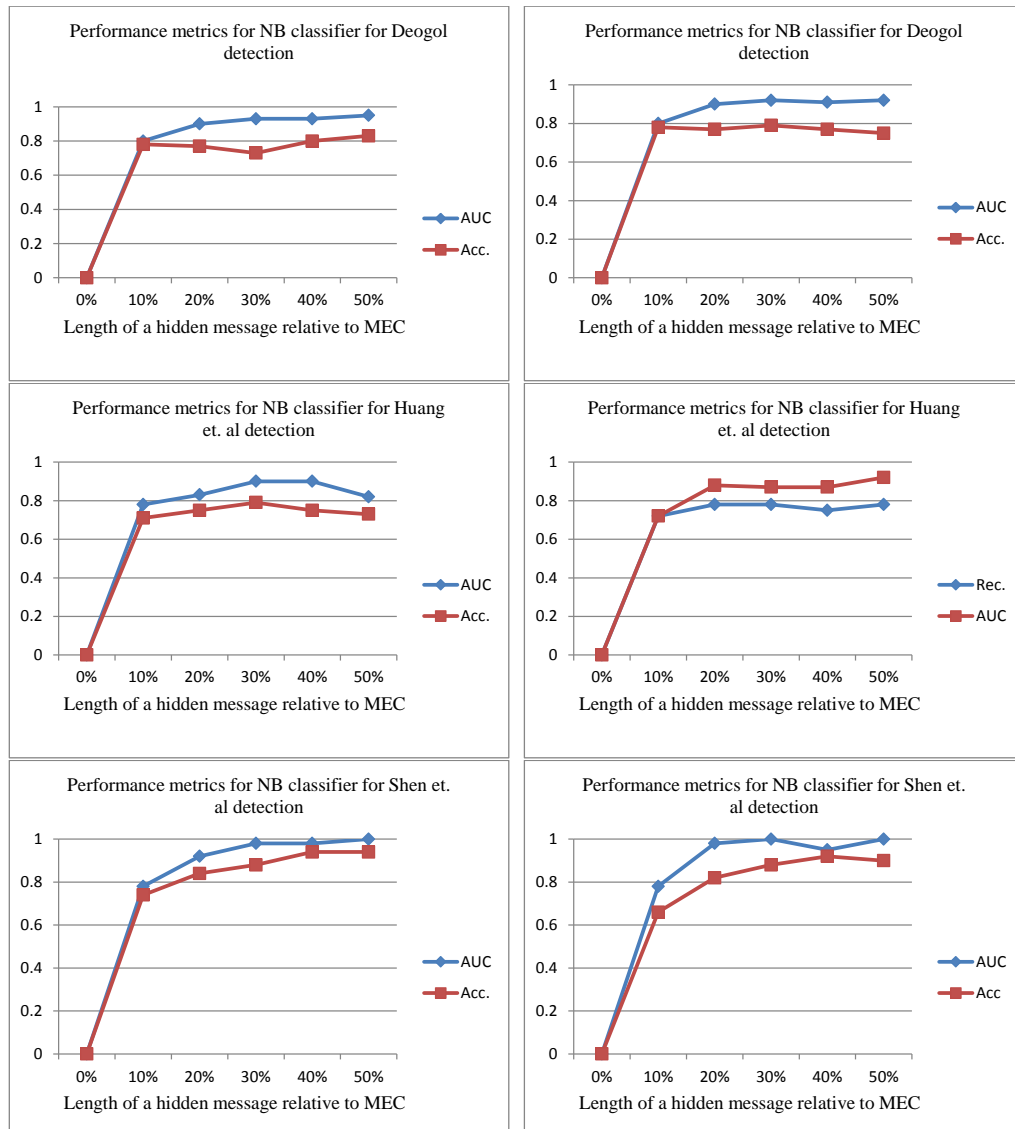 Performance metrics for NB classifier for Deogol
detection
1
0.8
0.6
0.4
0.2
0
0% 10% 20% 30% 40% 50%
Length of a hidden message relative to MEC
AUC
Acc.
Performance metrics for NB classifier for Deogol
detection
1
0.8
0.6
0.4
0.2
0
0% 10% 20% 30% 40% 50%
Length of a hidden message relative to MEC
AUC
Acc.
Performance metrics for NB classifier for Huang
et. al detection
1
0.8
0.6
0.4
0.2
0
0% 10% 20% 30% 40% 50%
Length of a hidden message relative to MEC
AUC
Acc.
Performance metrics for NB classifier for Huang
et. al detection
1
0.8
0.6
0.4
0.2
0
0% 10% 20% 30% 40% 50%
Length of a hidden message relative to MEC
Rec.
AUC
Performance metrics for NB classifier for Shen et.
al detection
1
0.8
0.6
0.4
0.2
0
0% 10% 20% 30% 40% 50%
Length of a hidden message relative to MEC
AUC
Acc.
Performance metrics for NB classifier for Shen et.
al detection
1
0.8
0.6
0.4
0.2
0
0% 10% 20% 30% 40% 50%
Length of a hidden message relative to MEC
AUC
Acc